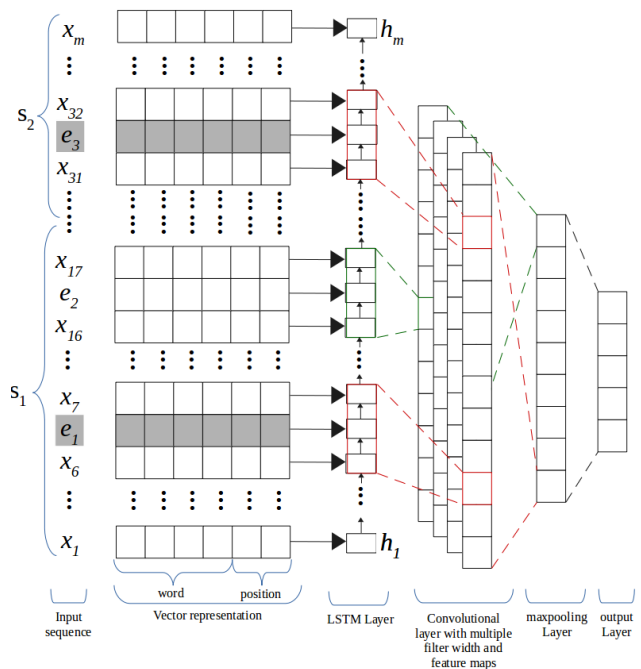 x_m
h_m
x_32
s_2
e_3
x_31
x_17
e_2
x_16
s_1
x_7
e_1
x_6
x_1
h_1
word
position
Input
sequence
Vector representation
LSTM Layer
Convolutional
layer with multiple
filter width and
feature maps
maxpooling
Layer
output
Layer